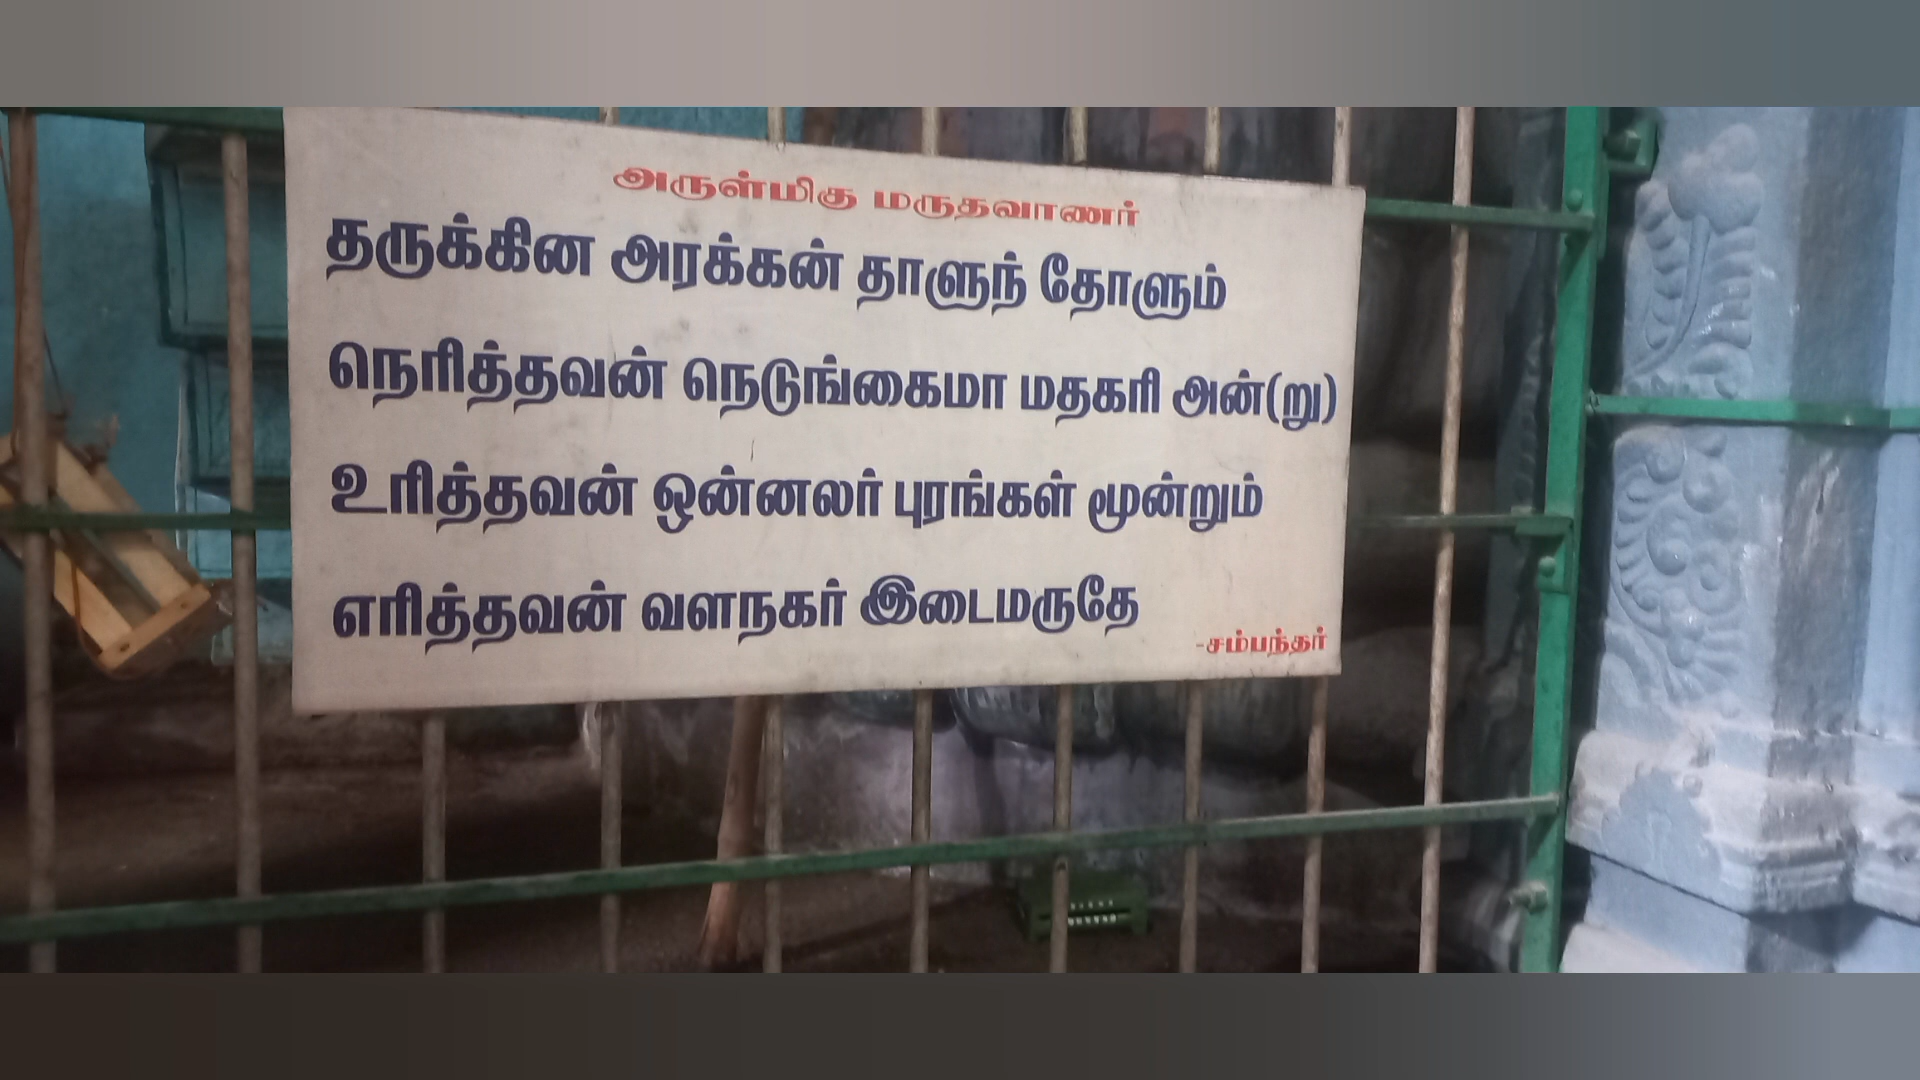 அருள்மிகு மருதவாணர்
தருக்கின அரக்கன் தாளுந் தோளும்
நெரித்தவன் நெடுங்கைமா மதகரி அன்(று)
உரித்தவன் ஒன்னலர் புரங்கள் மூன்றும்
எரித்தவன் வளநகர் இடைமருதே
-சம்பந்தர்